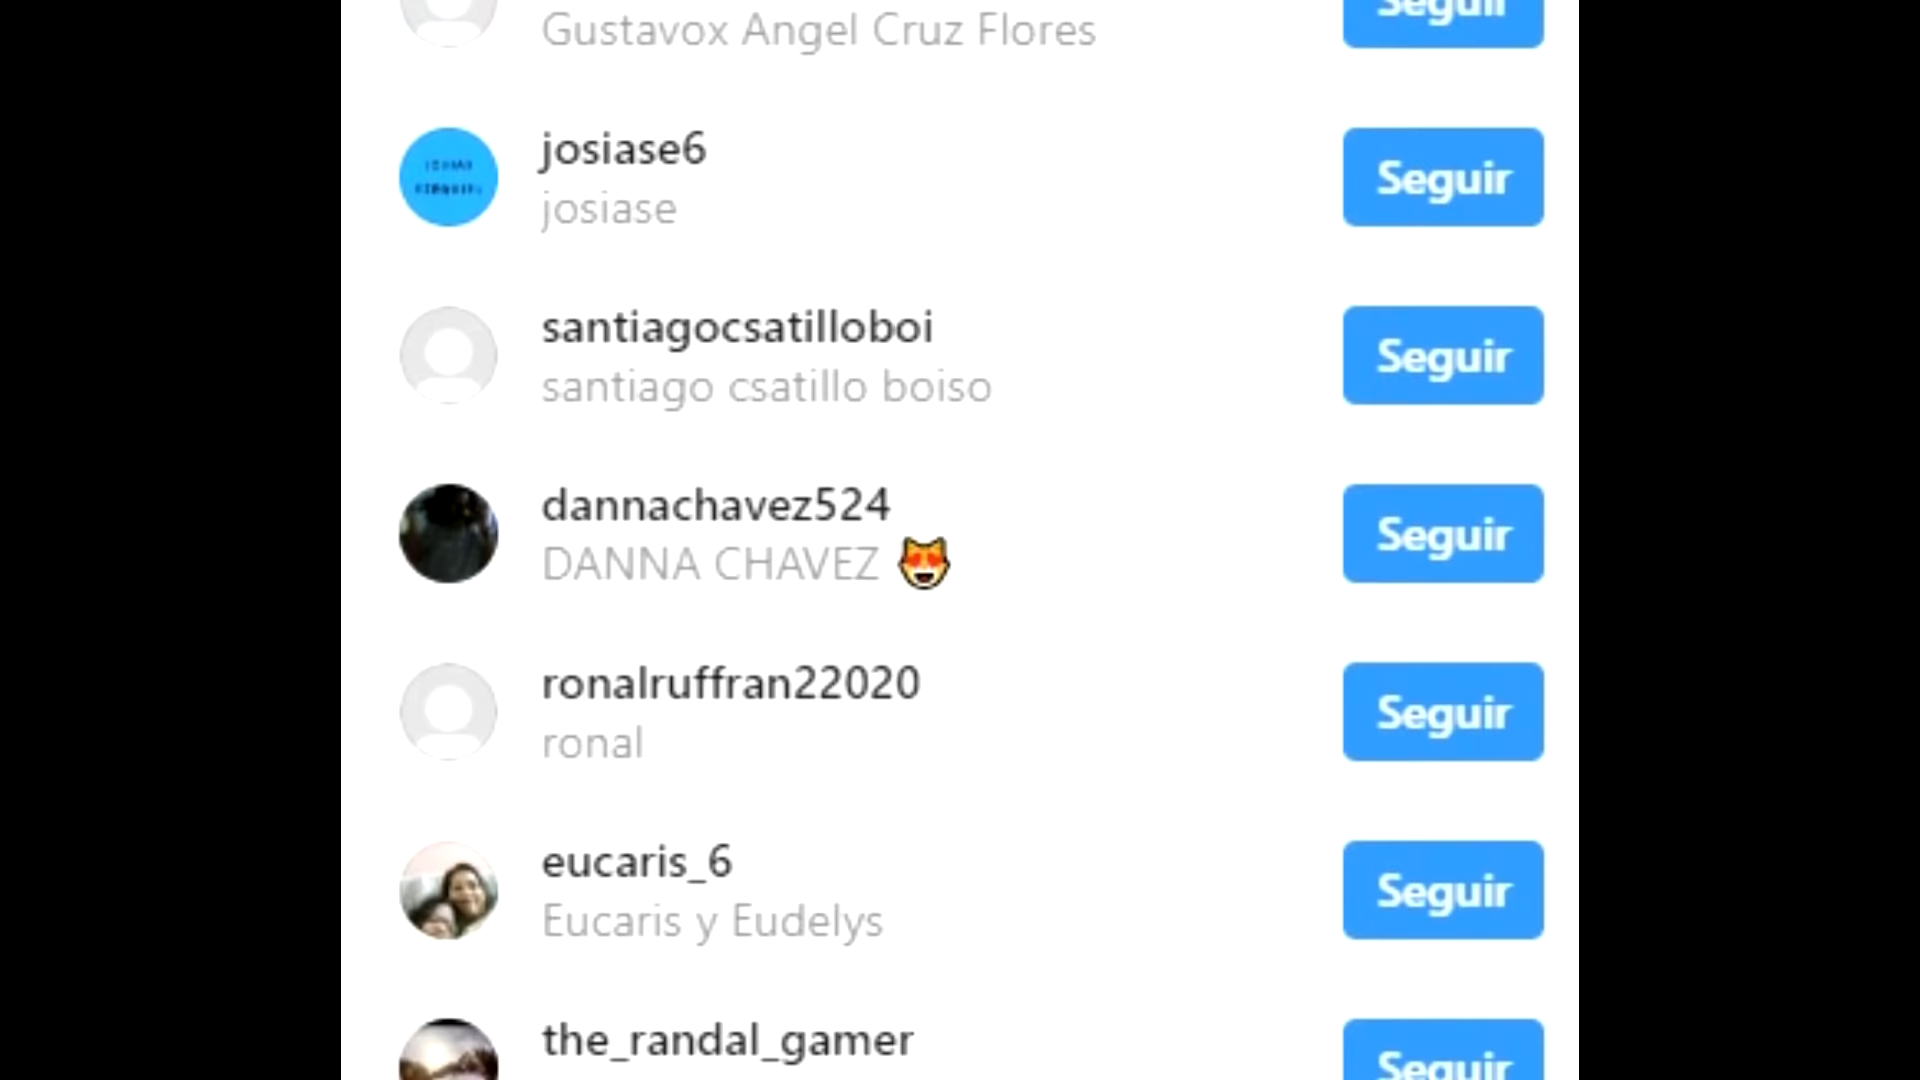 Gustavox Angel Cruz Flores
Seguir
josiase6
josiase
Seguir
santiagocsatilloboi
santiago csatillo boiso
Seguir
dannachavez524
DANNA CHAVEZ 😻
Seguir
ronalruffran22020
ronal
Seguir
eucaris_6
Eucaris y Eudelys
Seguir
the_randal_gamer
Seguir